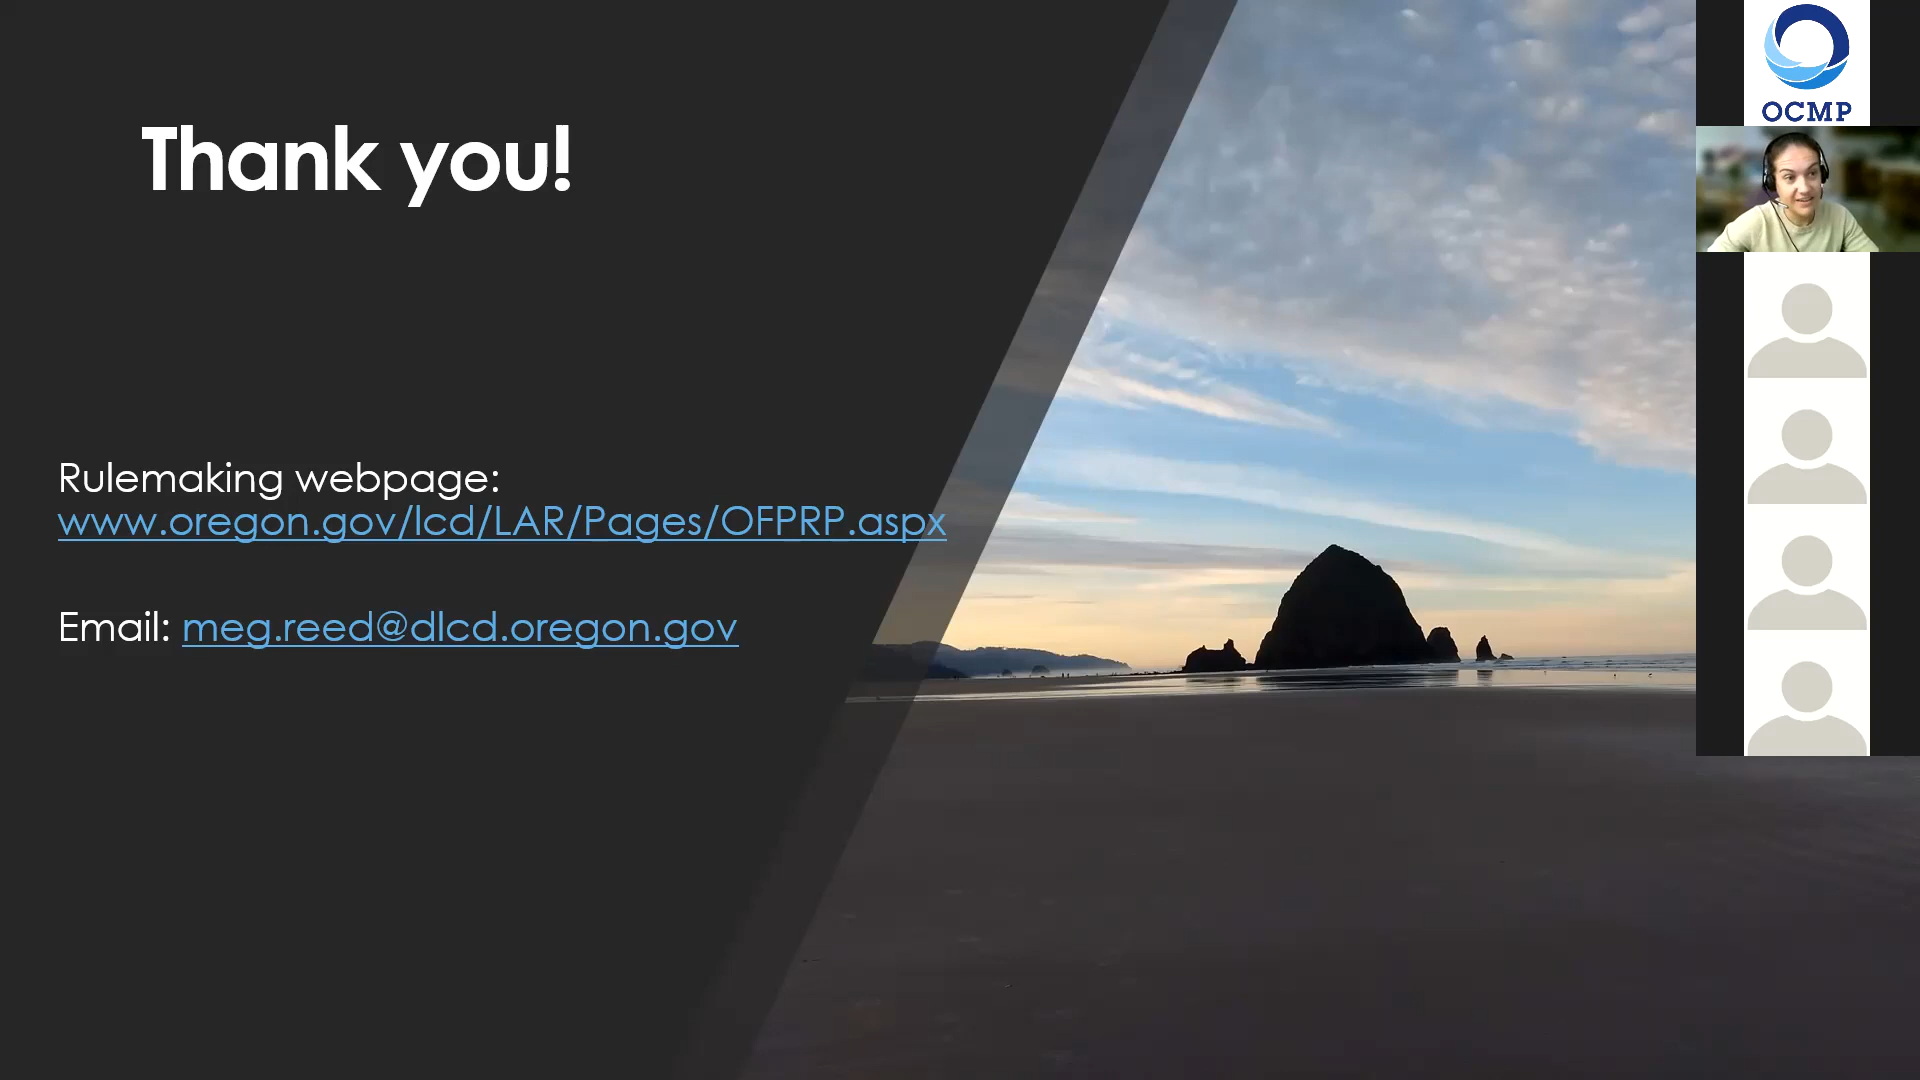 Thank you!
Rulemaking webpage:
www.oregon.gov/lcd/LAR/Pages/OFPRP.aspx
Email: meg.reed@dlcd.oregon.gov
OCMP